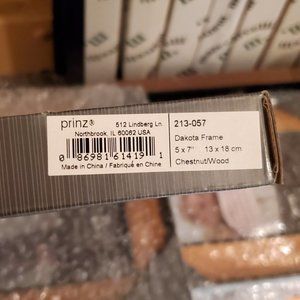 prinz®
512 Lindberg Ln.
Northbrook, IL 60062 USA
0 86981 61419 1
Made in China / Fabriqué en Chine
213-057
Dakota Frame
5 x 7" 13 x 18 cm
Chestnut/Wood